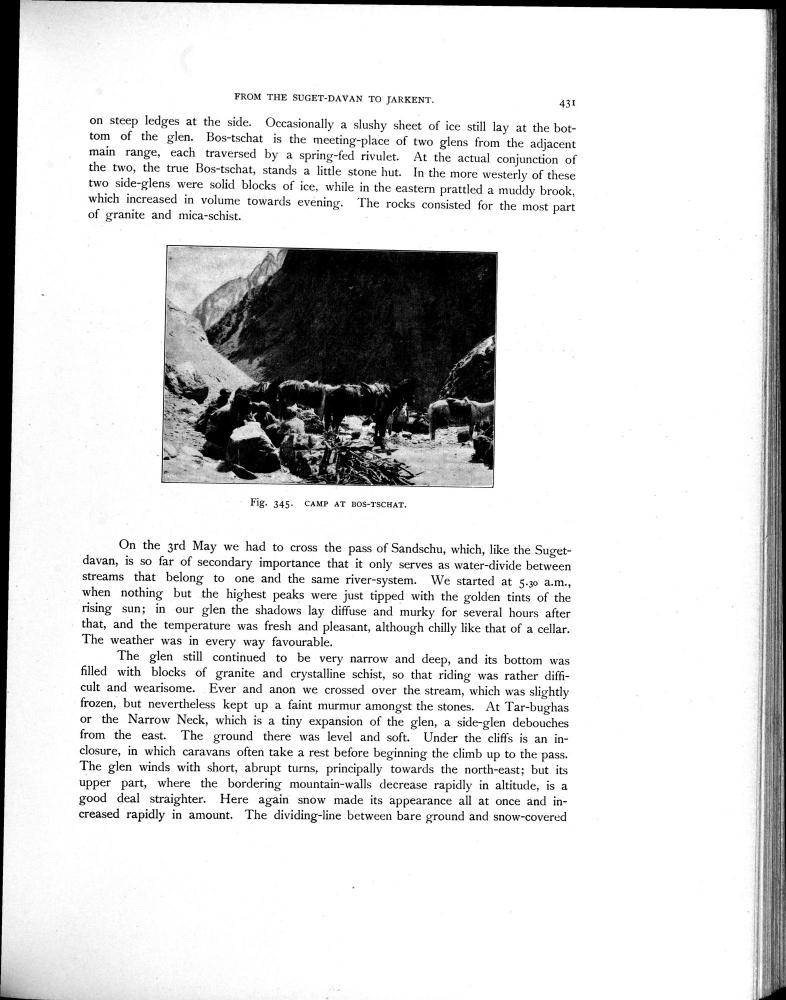 FROM THE SUGET-DAVAN TO JARKENT. 431
on steep ledges at the side. Occasionally a slushy sheet of ice still lay at the bot-
tom of the glen. Bos-tschat is the meeting-place of two glens from the adjacent
main range, each traversed by a spring-fed rivulet. At the actual conjunction of
the two, the true Bos-tschat, stands a little stone hut. In the more westerly of these
two side-glens were solid blocks of ice, while in the eastern prattled a muddy brook,
which increased in volume towards evening. The rocks consisted for the most part
of granite and mica-schist.
Fig. 345. CAMP AT BOS-TSCHAT.
On the 3rd May we had to cross the pass of Sandschu, which, like the Suget-
davan, is so far of secondary importance that it only serves as water-divide between
streams that belong to one and the same river-system. We started at 5.30 a.m.,
when nothing but the highest peaks were just tipped with the golden tints of the
rising sun; in our glen the shadows lay diffuse and murky for several hours after
that, and the temperature was fresh and pleasant, although chilly like that of a cellar.
The weather was in every way favourable.
The glen still continued to be very narrow and deep, and its bottom was
filled with blocks of granite and crystalline schist, so that riding was rather diffi-
cult and wearisome. Ever and anon we crossed over the stream, which was slightly
frozen, but nevertheless kept up a faint murmur amongst the stones. At Tar-bughas
or the Narrow Neck, which is a tiny expansion of the glen, a side-glen debouches
from the east. The ground there was level and soft. Under the cliffs is an in-
closure, in which caravans often take a rest before beginning the climb up to the pass.
The glen winds with short, abrupt turns, principally towards the north-east; but its
upper part, where the bordering mountain-walls decrease rapidly in altitude, is a
good deal straighter. Here again snow made its appearance all at once and in-
creased rapidly in amount. The dividing-line between bare ground and snow-covered